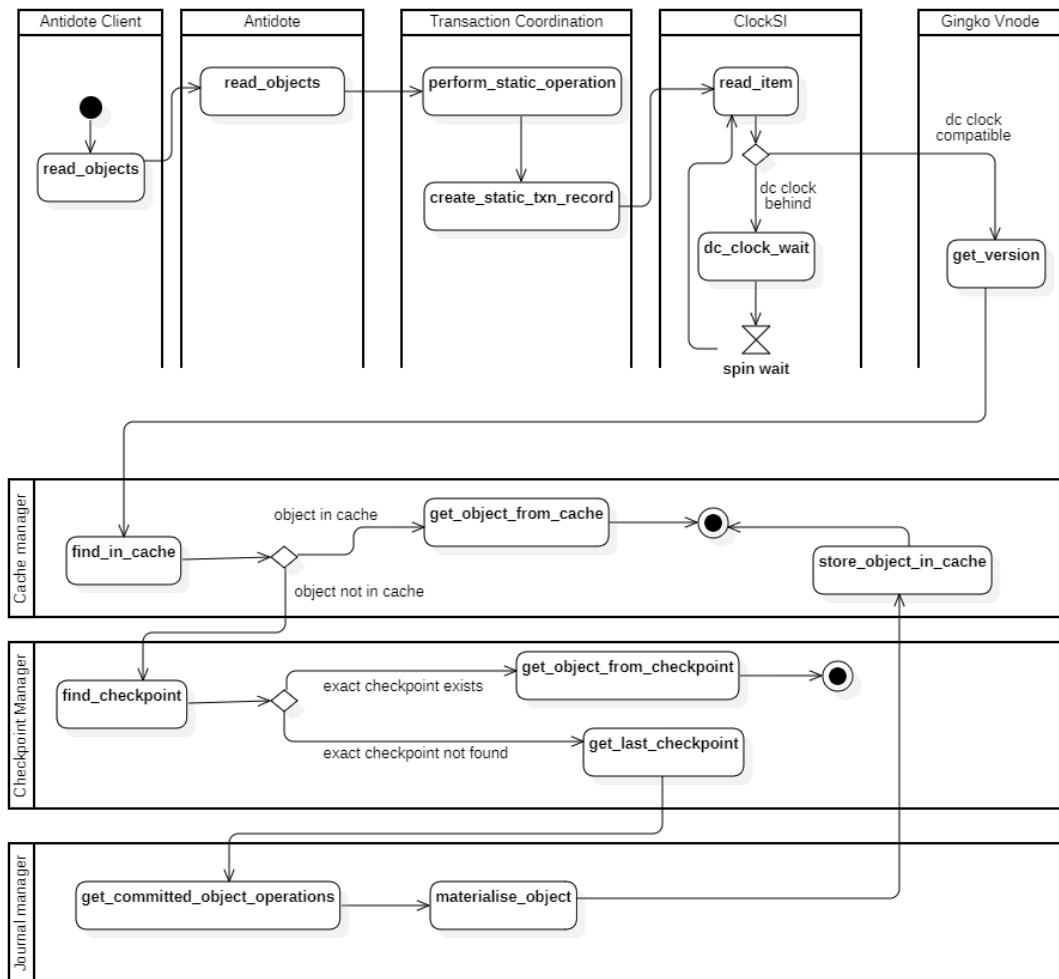 Antidote Client
Antidote
Transaction Coordination
ClockSI
Gingko Vnode
read_objects
perform_static_operation
read_item
dc clock
compatible
read_objects
create_static_txn_record
dc clock
behind
dc_clock_wait
get_version
spin wait
Cache manager
object in cache
get_object_from_cache
find_in_cache
store_object_in_cache
object not in cache
Checkpoint Manager
find_checkpoint
get_object_from_checkpoint
exact checkpoint exists
exact checkpoint not found
get_last_checkpoint
Journal manager
get_committed_object_operations
materialise_object